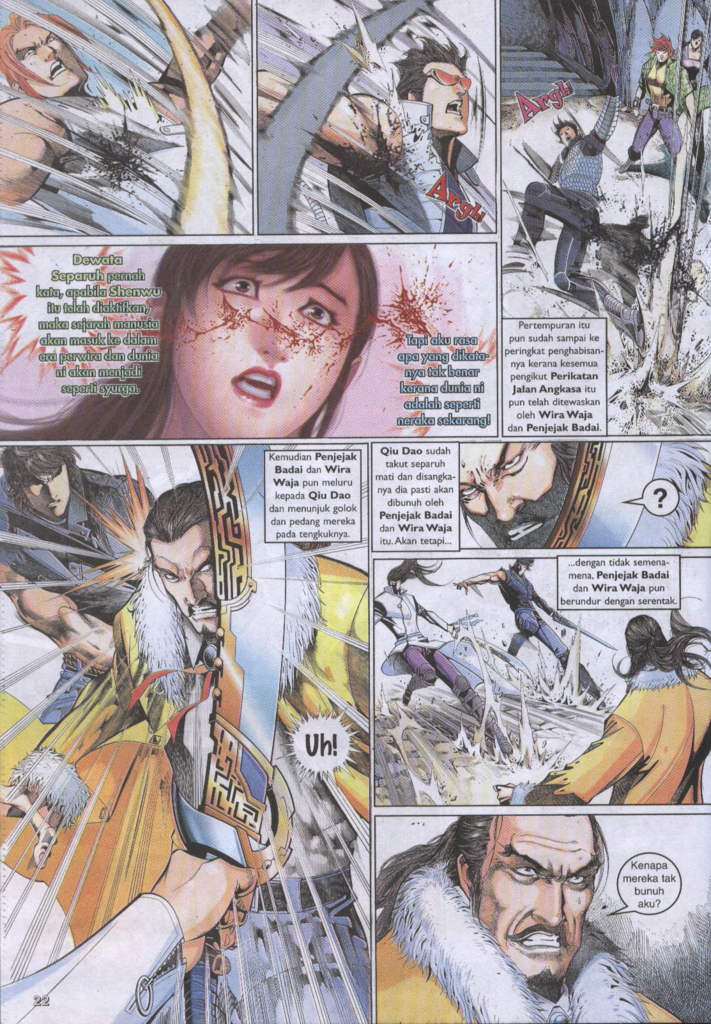 Argh!
Argh!
Pertempuran itu
pun sudah sampai ke
peringkat penghabisan-
nya kerana kesemua
pengikut Perikatan
Jalan Angkasa itu
pun telah ditewaskan
oleh Wira Waja
dan Penjejak Badai.
Dewata
Separuh pernah
kata, apabila Shenwu
itu telah diaktifkan,
maka sejarah manusia
akan masuk ke dalam
era perwira dan dunia
ni akan menjadi
seperti syurga.
Tapi aku rasa
apa yang dikata-
nya tak benar
kerana dunia ni
adalah seperti
neraka sekarang!
Kemudian Penjejak
Badai dan Wira
Waja pun meluru
kepada Qiu Dao
dan menunjuk golok
dan pedang mereka
pada tengkuknya.
Uh!
Qiu Dao sudah
takut separuh
mati dan disangka-
nya dia pasti akan
dibunuh oleh
Penjejak Badai
dan Wira Waja
itu. Akan tetapi...
?
...dengan tidak semena-
mena, Penjejak Badai
dan Wira Waja pun
berundur dengan serentak.
Kenapa
mereka tak
bunuh
aku?
22